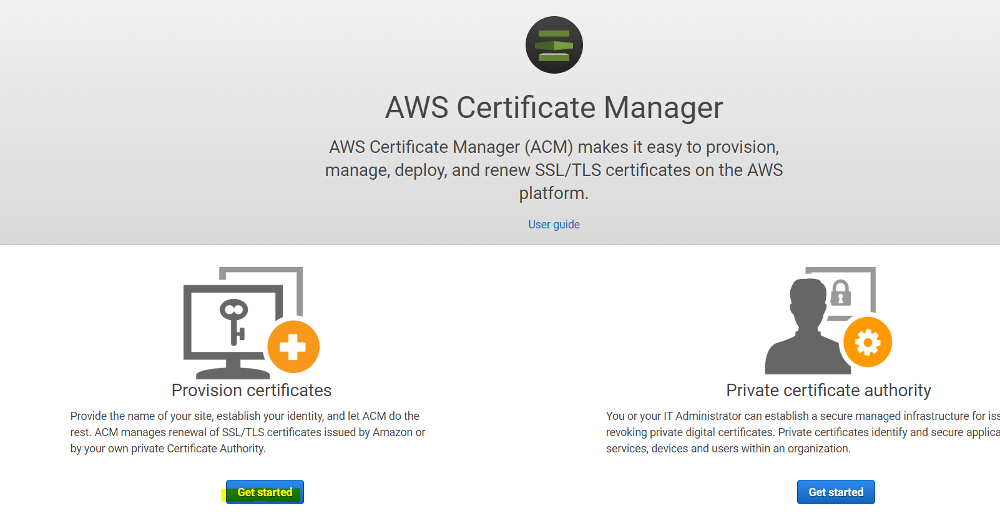 AWS Certificate Manager
AWS Certificate Manager (ACM) makes it easy to provision,
manage, deploy, and renew SSL/TLS certificates on the AWS
platform.
User guide
Provision certificates
Provide the name of your site, establish your identity, and let ACM do the
rest. ACM manages renewal of SSL/TLS certificates issued by Amazon or
by your own private Certificate Authority.
Get started
Private certificate authority
You or your IT Administrator can establish a secure managed infrastructure for
revoking private digital certificates. Private certificates identify and secure
services, devices and users within an organization.
Get started